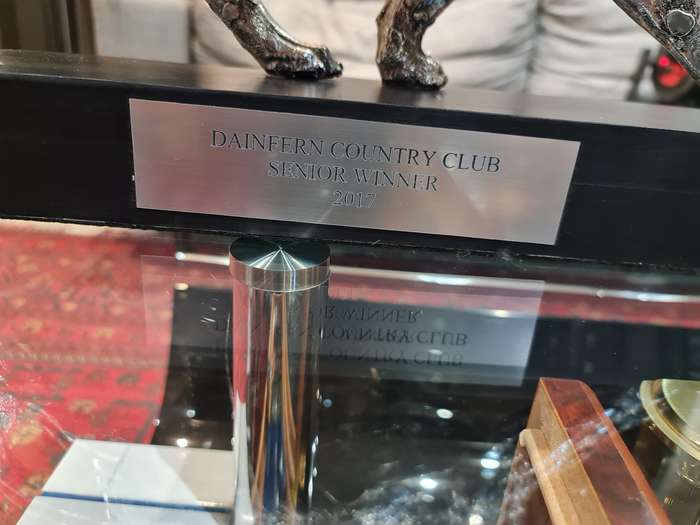 DAINFERN COUNTRY CLUB
SENIOR WINNER
2017